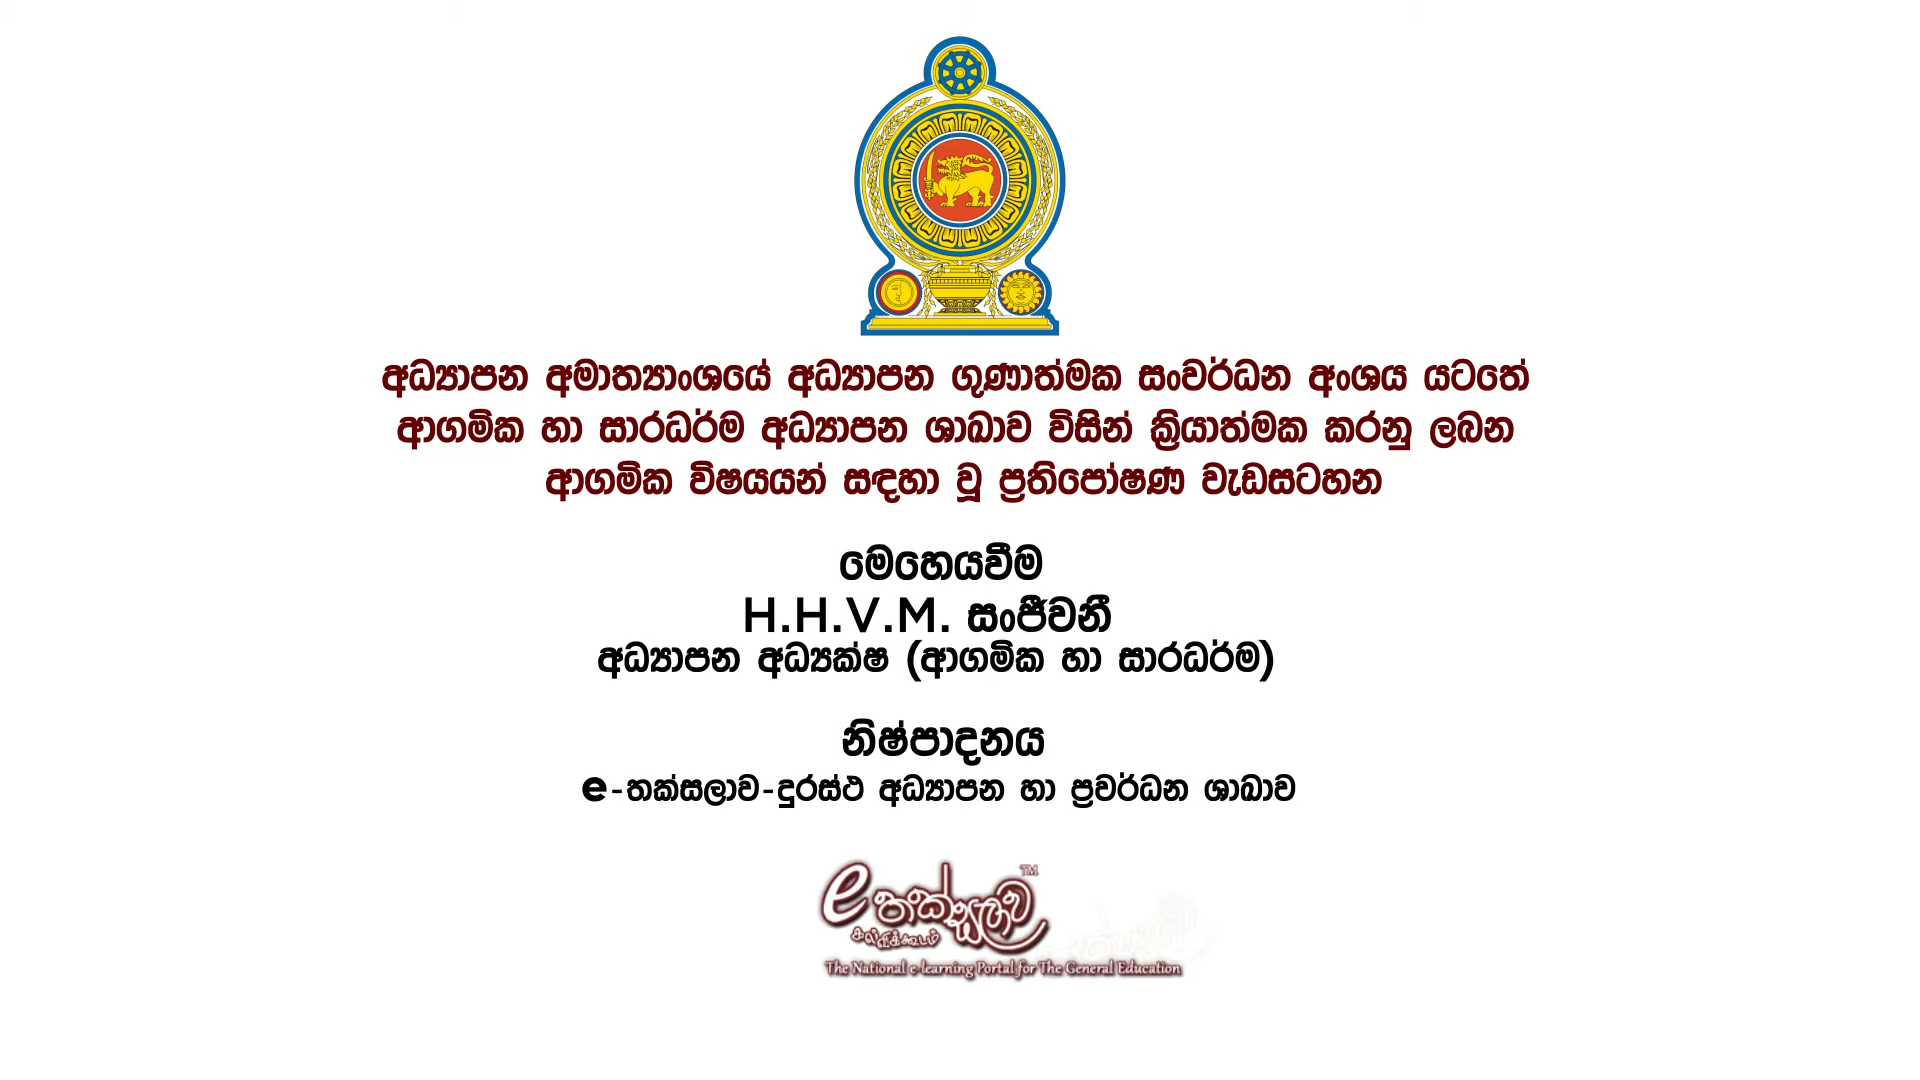 අධ්‍යාපන අමාත්‍යාංශයේ අධ්‍යාපන ගුණාත්මක සංවර්ධන අංශය යටතේ
ආගමික හා සාරධර්ම අධ්‍යාපන ශාඛාව විසින් ක්‍රියාත්මක කරනු ලබන
ආගමික විෂයයන් සඳහා වූ ප්‍රතිපෝෂණ වැඩසටහන
මෙහෙයවීම
H.H.V.M. සංජීවනී
අධ්‍යාපන අධ්‍යක්ෂ (ආගමික හා සාරධර්ම)
නිෂ්පාදනය
e-තක්සලාව-දුරස්ථ අධ්‍යාපන හා ප්‍රවර්ධන ශාඛාව
e තක්සලාව TM
The National e-learning Portal for The General Education